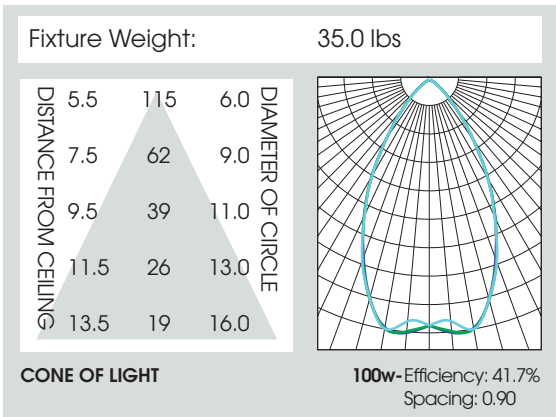 Fixture Weight: 35.0 lbs
DISTANCE FROM CEILING
5.5 115 6.0
7.5 62 9.0
9.5 39 11.0
11.5 26 13.0
13.5 19 16.0
DIAMETER OF CIRCLE
CONE OF LIGHT
100w- Efficiency: 41.7%
Spacing: 0.90